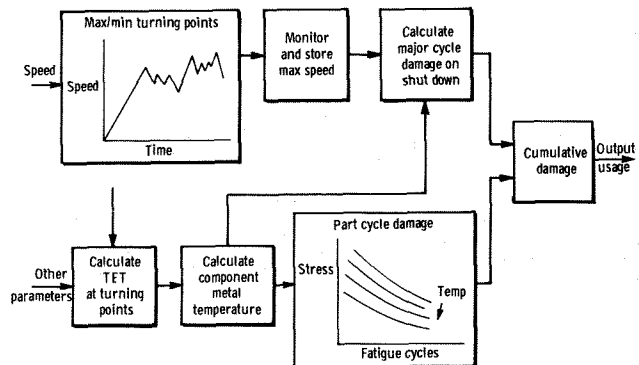 Max/min turning points
Speed
Speed
Time
Monitor
and store
max speed
Calculate
major cycle
damage on
shut down
Cumulative
damage
Output
usage
Other
parameters
Calculate
TET
at turning
points
Calculate
component
metal
temperature
Part cycle damage
Stress
Temp
Fatigue cycles